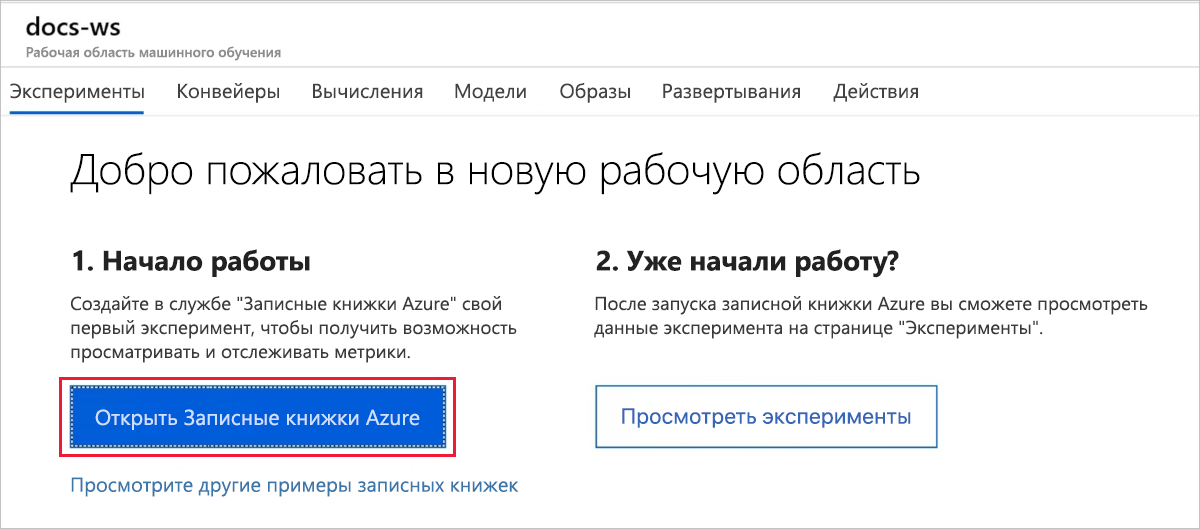 docs-ws
Рабочая область машинного обучения
Эксперименты Конвейеры Вычисления Модели Образы Развертывания Действия
Добро пожаловать в новую рабочую область
1. Начало работы
Создайте в службе "Записные книжки Azure" свой
первый эксперимент, чтобы получить возможность
просматривать и отслеживать метрики.
Открыть Записные книжки Azure
Просмотрите другие примеры записных книжек
2. Уже начали работу?
После запуска записной книжки Azure вы сможете просмотреть
данные эксперимента на странице "Эксперименты".
Просмотреть эксперименты